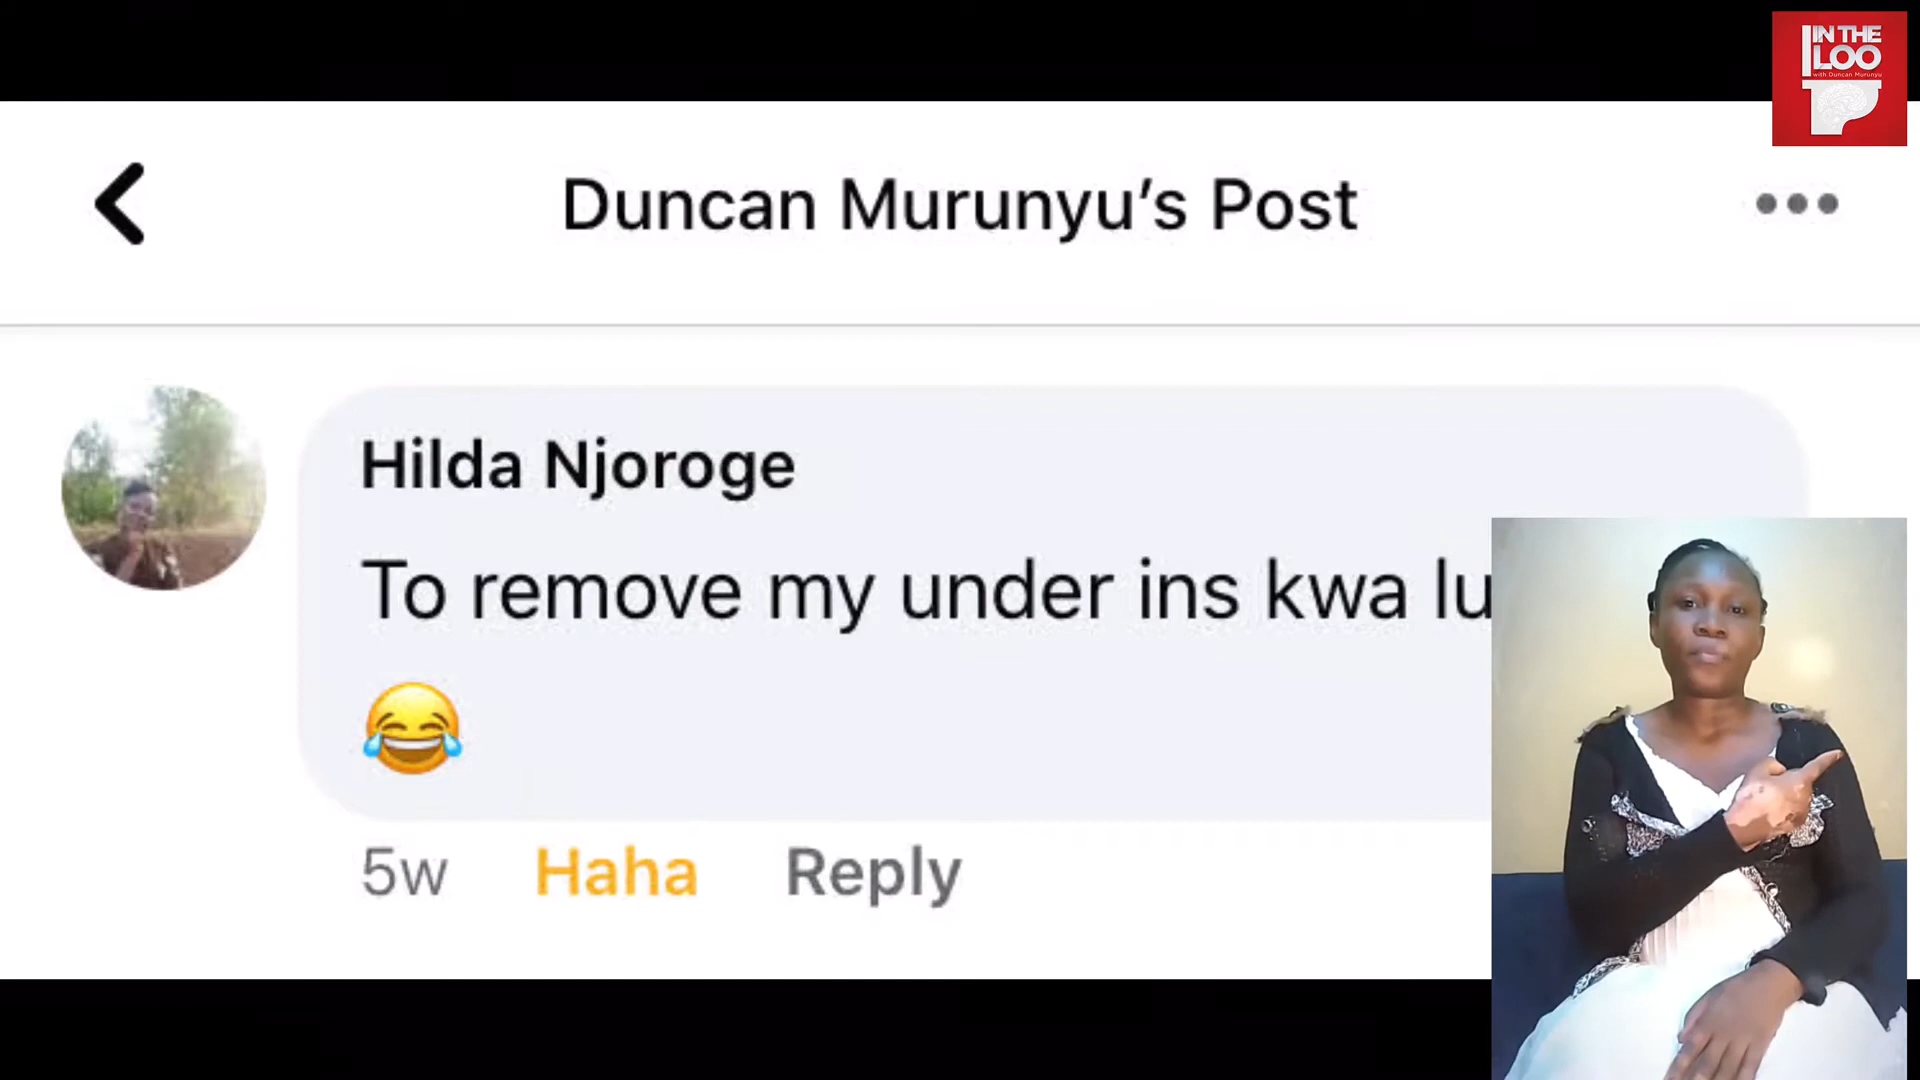 IN THE
LOO
with Duncan Murunyu
Duncan Murunyu's Post
Hilda Njoroge
To remove my under ins kwa
😂
5w Haha Reply